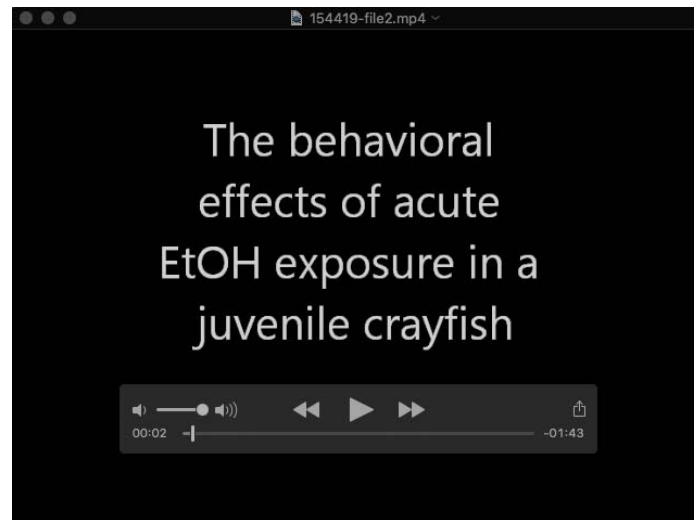 154419-file2.mp4
The behavioral
effects of acute
EtOH exposure in a
juvenile crayfish
00:02 -01:43